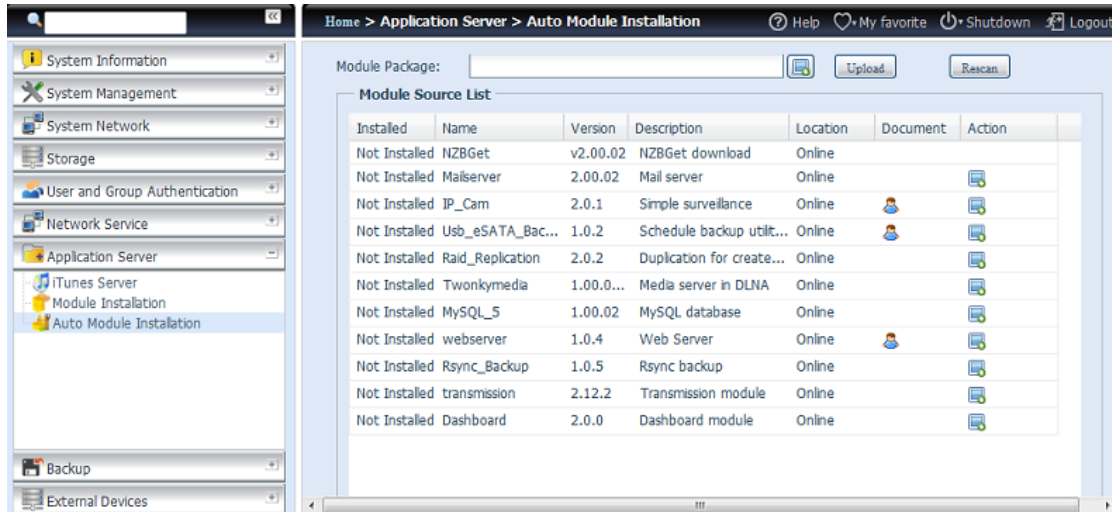 Home > Application Server > Auto Module Installation
Help
My favorite
Shutdown
Logout
System Information
System Management
System Network
Storage
User and Group Authentication
Network Service
Application Server
iTunes Server
Module Installation
Auto Module Installation
Backup
External Devices
Module Package:
Upload
Rescan
Module Source List
Installed Name Version Description Location Document Action
Not Installed NZBGet v2.00.02 NZBGet download Online
Not Installed Mailserver 2.00.02 Mail server Online
Not Installed IP_Cam 2.0.1 Simple surveillance Online
Not Installed Usb_eSATA_Bac... 1.0.2 Schedule backup utilit... Online
Not Installed Raid_Replication 2.0.2 Duplication for create... Online
Not Installed Twonkymedia 1.00.0... Media server in DLNA Online
Not Installed MySQL_5 1.00.02 MySQL database Online
Not Installed webserver 1.0.4 Web Server Online
Not Installed Rsync_Backup 1.0.5 Rsync backup Online
Not Installed transmission 2.12.2 Transmission module Online
Not Installed Dashboard 2.0.0 Dashboard module Online